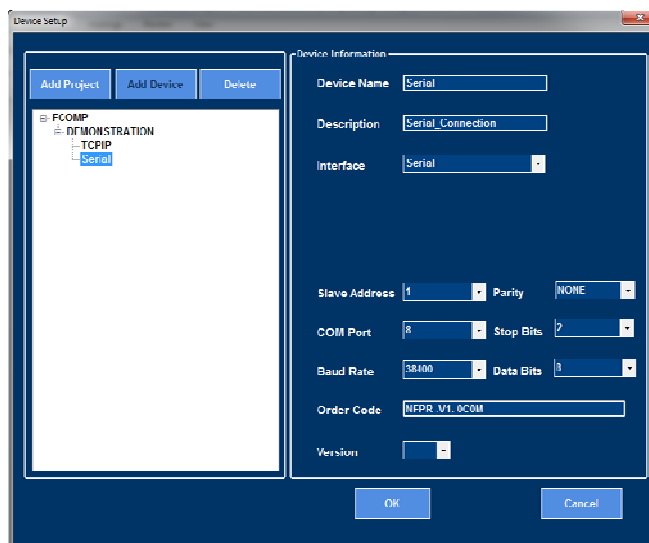 Device Setup
Add Project Add Device Delete
FCOMP
DEMONSTRATION
TCPIP
Serial
Device Information
Device Name Serial
Description Serial_Connection
Interface Serial
Slave Address 1 Parity NONE
COM Port 8 Stop Bits 2
Baud Rate 38400 Data Bits 8
Order Code
Version
OK Cancel